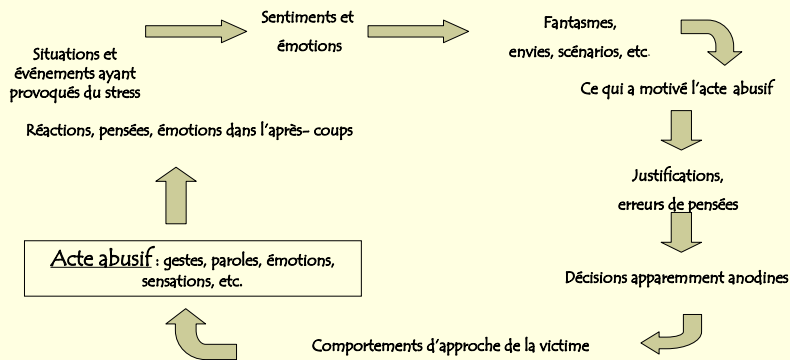 Situations et
événements ayant
provoqués du stress
Sentiments et
émotions
Fantasmes,
envies, scénarios, etc.
Ce qui a motivé l'acte abusif
Justifications,
erreurs de pensées
Décisions apparemment anodines
Comportements d'approche de la victime
Acte abusif : gestes, paroles, émotions,
sensations, etc.
Réactions, pensées, émotions dans l'après- coups